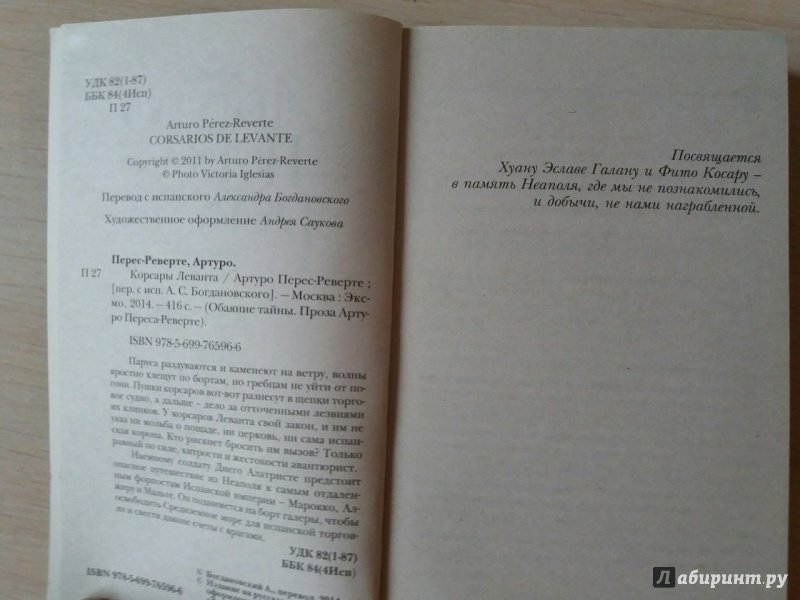 УДК 82(1-87)
ББК 84(4Исп)
П 27
Arturo Pérez-Reverte
CORSARIOS DE LEVANTE
Copyright © 2011 by Arturo Pérez-Reverte
© Photo Victoria Iglesias
Перевод с испанского Александра Богдановского
Художественное оформление Андрея Саукова
Перес-Реверте, Артуро.
П 27 Корсары Леванта / Артуро Перес-Реверте ;
[пер. с исп. А. С. Богдановского]. – Москва : Экс-
мо, 2014. – 416 с. – (Обаяние тайны. Проза Арту-
ро Переса-Реверте).
ISBN 978-5-699-76596-6
Паруса раздуваются и каменеют на ветру, волны
яростно хлещут по бортам, но гребцам не уйти от по-
гони. Пушки корсаров вот-вот разнесут в щепки торго-
вое судно, а дальше – дело за отточенными лезвиями
их клинков. У корсаров Леванта свой закон, и им не
указ ни мольба о пощаде, ни церковь, ни сама испан-
ская корона. Кто рискнет бросить им вызов? Только
равный по силе, хитрости и жестокости авантюрист.
Наемному солдату Диего Алатристе предстоит
опасное путешествие из Неаполя к самым отдален-
ным форпостам Испанской империи – Марокко, Ал-
жиру и Мальте. Он поднимется на борт галеры, чтобы
освободить Средиземное море для испанской торгов-
ли и свести давние счеты с врагами.
УДК 82(1-87)
ББК 84(4Исп)
© Богдановский А., перевод, 2014
ISBN 978-5-699-76596-6
© Издание на русском
оформление
Посвящается
Хуану Эславе Галану и Фито Косару –
в память Неаполя, где мы не познакомились,
и добычи, не нами награбленной.
Лабиринт.ру